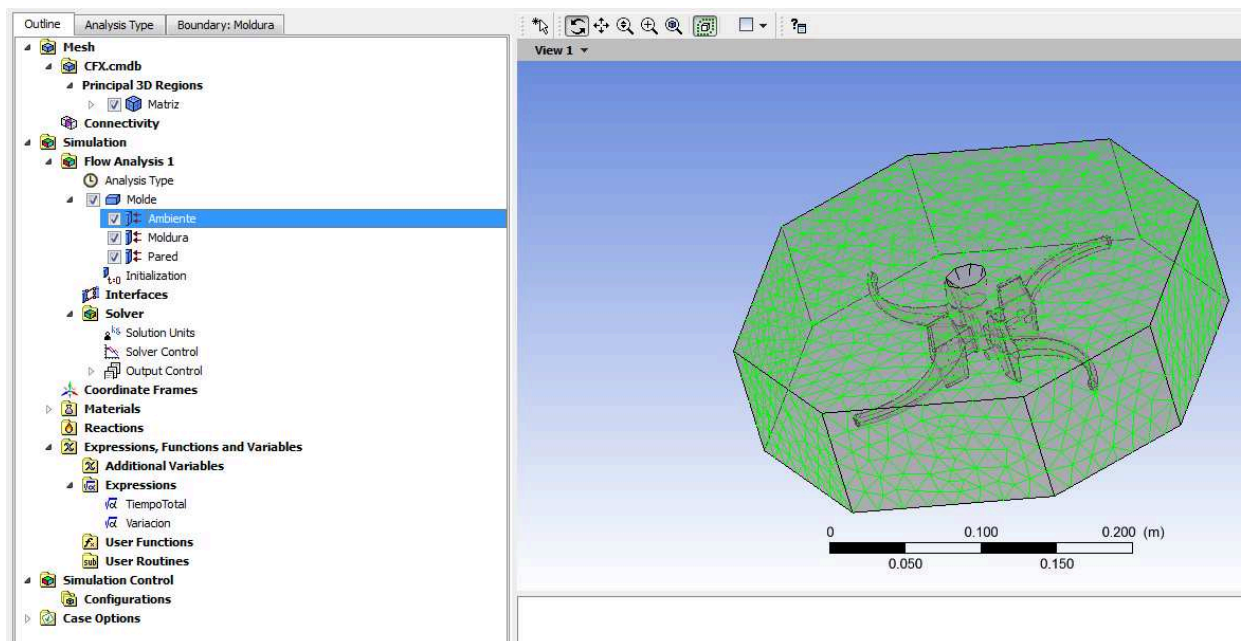 Outline Analysis Type Boundary: Moldura
Mesh
CFX.cmdb
Principal 3D Regions
Matriz
Connectivity
Simulation
Flow Analysis 1
Analysis Type
Molde
Ambiente
Moldura
Pared
t=0 Initialization
Interfaces
Solver
Solution Units
Solver Control
Output Control
Coordinate Frames
Materials
Reactions
Expressions, Functions and Variables
Additional Variables
Expressions
TiempoTotal
Variacion
User Functions
User Routines
Simulation Control
Configurations
Case Options
View 1
0 0.100 0.200 (m)
0.050 0.150